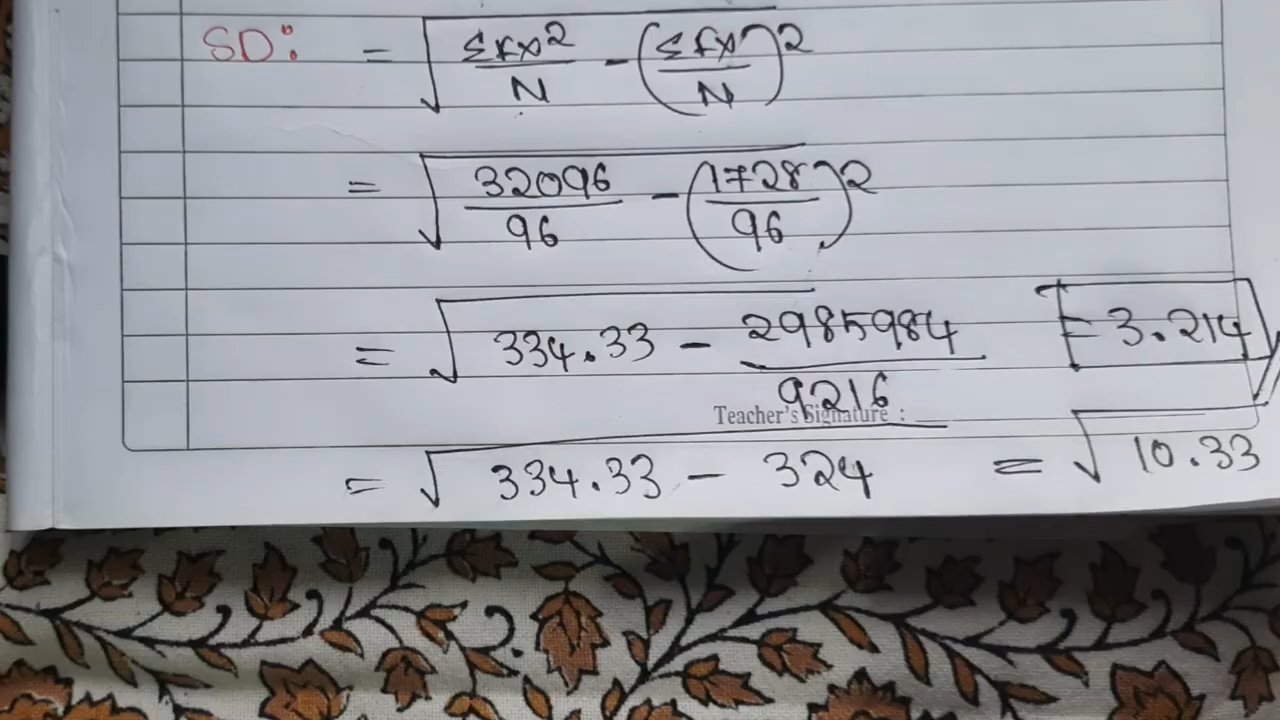 SD: = √ Σfx² / N - (Σfx / N)²
= √ 32096 / 96 - (1728 / 96)²
= √ 334.33 - 2985984 / 9216 = 3.214
Teacher's Signature :
= √ 334.33 - 324 = √ 10.33